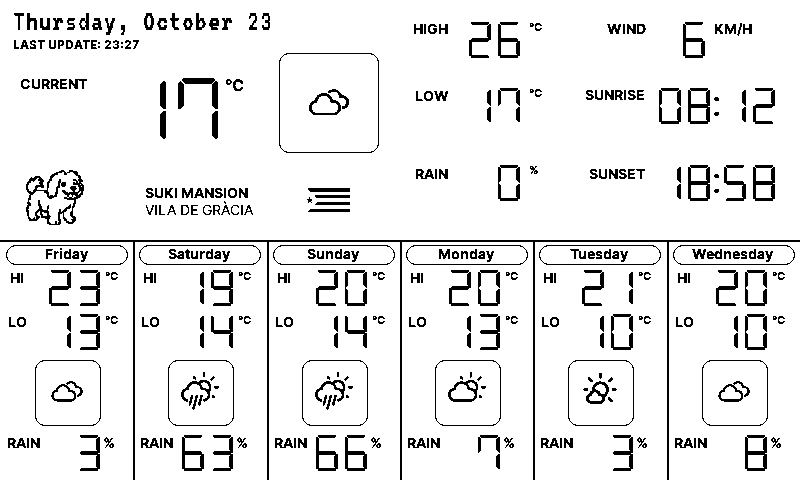 Thursday, October 23
LAST UPDATE: 23:27
CURRENT 17 °C
HIGH 26 °C
WIND 6 KM/H
LOW 17 °C
SUNRISE 08:12
RAIN 0 %
SUNSET 18:58
SUKI MANSION
VILA DE GRÀCIA
Friday
HI 23 °C
LO 13 °C
RAIN 3 %
Saturday
HI 19 °C
LO 14 °C
RAIN 63 %
Sunday
HI 20 °C
LO 14 °C
RAIN 66 %
Monday
HI 20 °C
LO 13 °C
RAIN 7 %
Tuesday
HI 21 °C
LO 10 °C
RAIN 3 %
Wednesday
HI 20 °C
LO 10 °C
RAIN 8 %